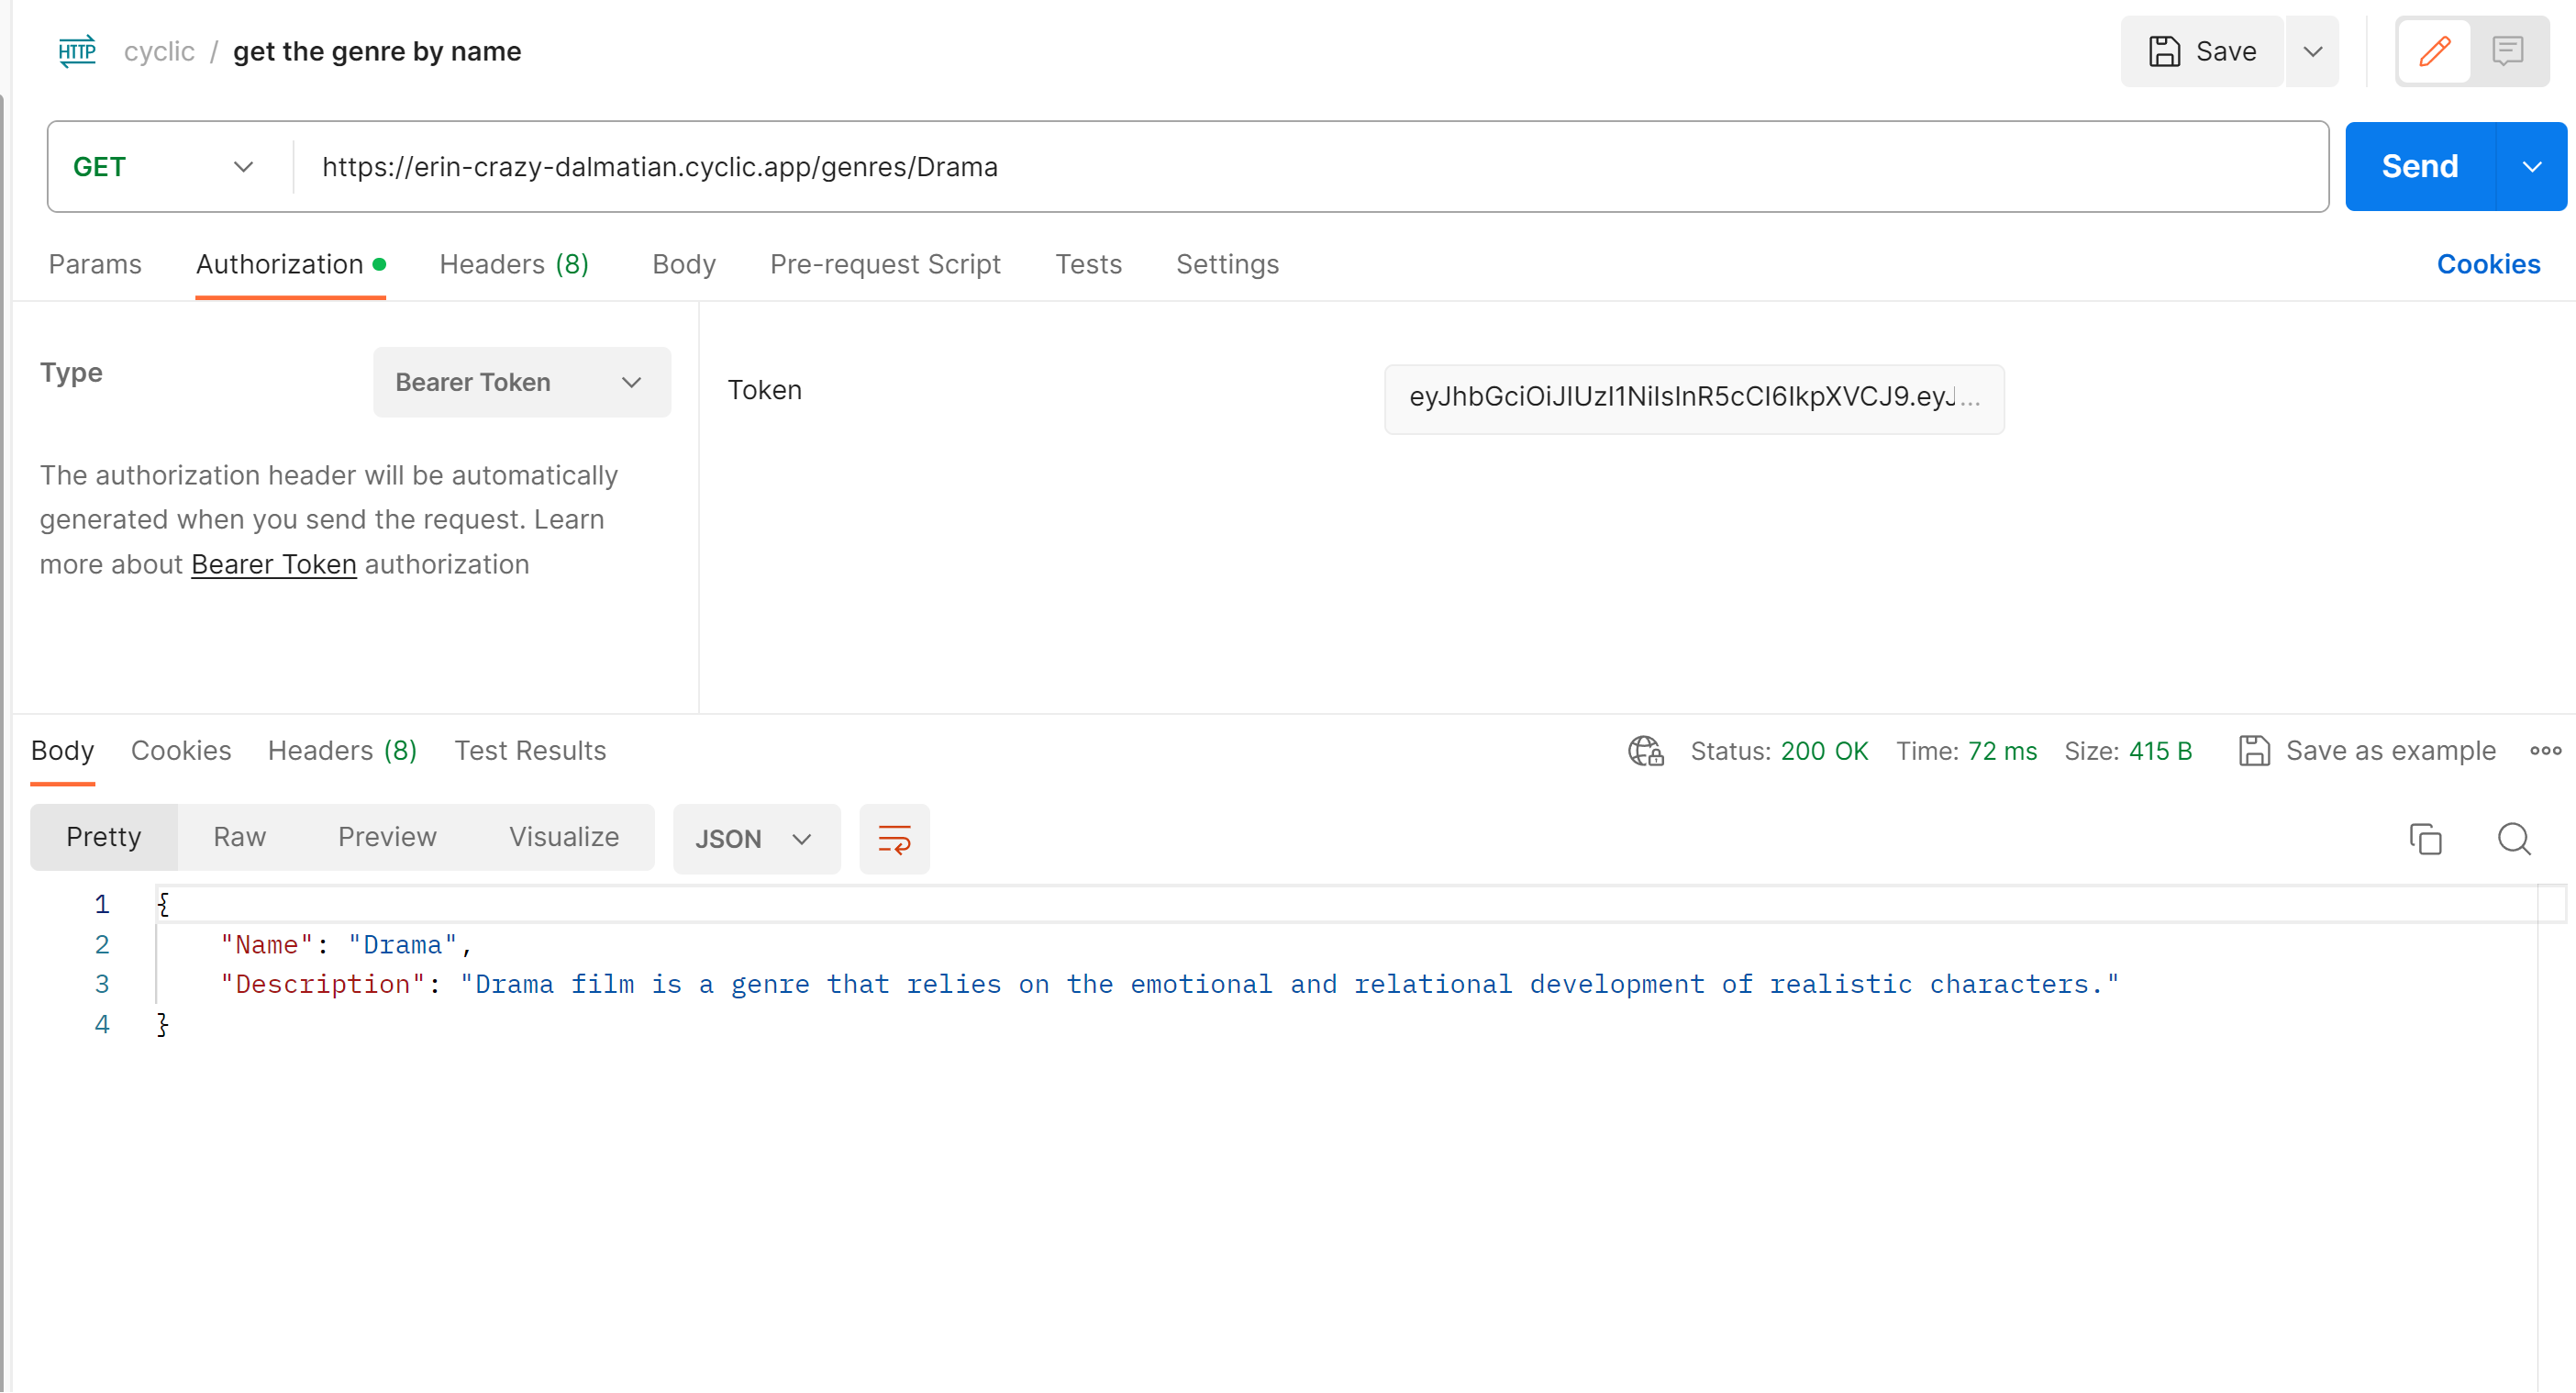 HTTP cyclic / get the genre by name Save
GET https://erin-crazy-dalmatian.cyclic.app/genres/Drama Send
Params Authorization Headers (8) Body Pre-request Script Tests Settings Cookies
Type Bearer Token
The authorization header will be automatically
generated when you send the request. Learn
more about Bearer Token authorization
Token eyJhbGciOiJIUzI1NiIsInR5cCI6IkpXVCJ9.eyJ...
Body Cookies Headers (8) Test Results Status: 200 OK Time: 72 ms Size: 415 B Save as example
Pretty Raw Preview Visualize JSON
1 {
2 "Name": "Drama",
3 "Description": "Drama film is a genre that relies on the emotional and relational development of realistic characters."
4 }